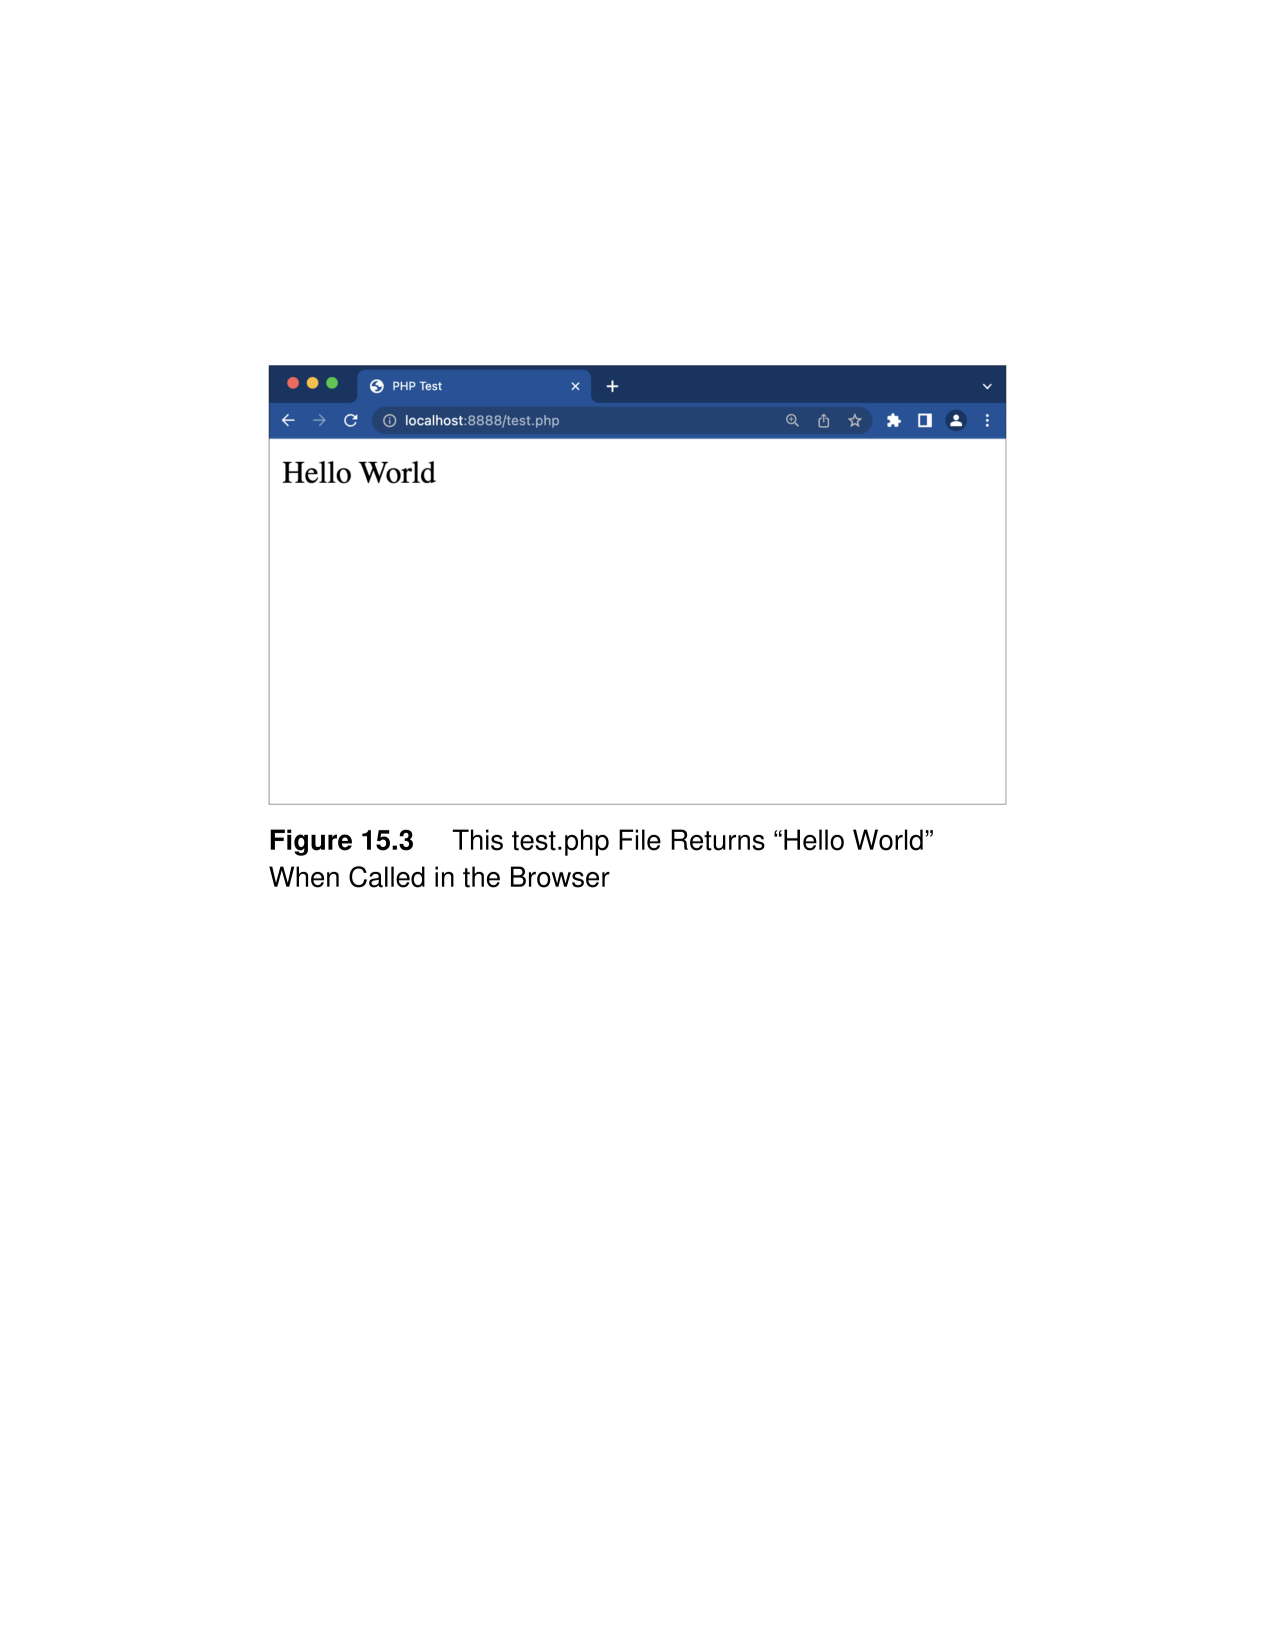 PHP Test
localhost:8888/test.php
Hello World
Figure 15.3 This test.php File Returns “Hello World”
When Called in the Browser